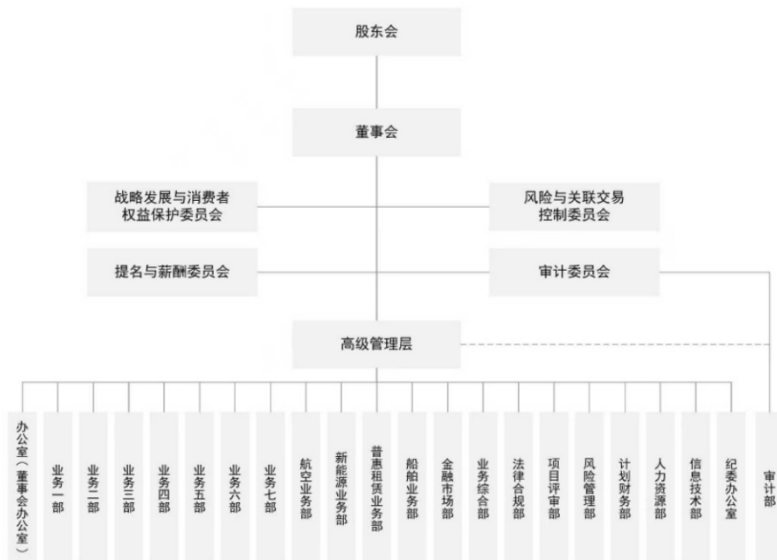 股东会
董事会
战略发展与消费者
权益保护委员会
风险与关联交易
控制委员会
提名与薪酬委员会
审计委员会
高级管理层
办公室（董事会办公室）
业务一部
业务二部
业务三部
业务四部
业务五部
业务六部
业务七部
航空业务部
新能源业务部
普惠租赁业务部
船舶业务部
金融市场部
业务综合部
法律合规部
项目评审部
风险管理部
计划财务部
人力资源部
信息技术部
纪委办公室
审计部